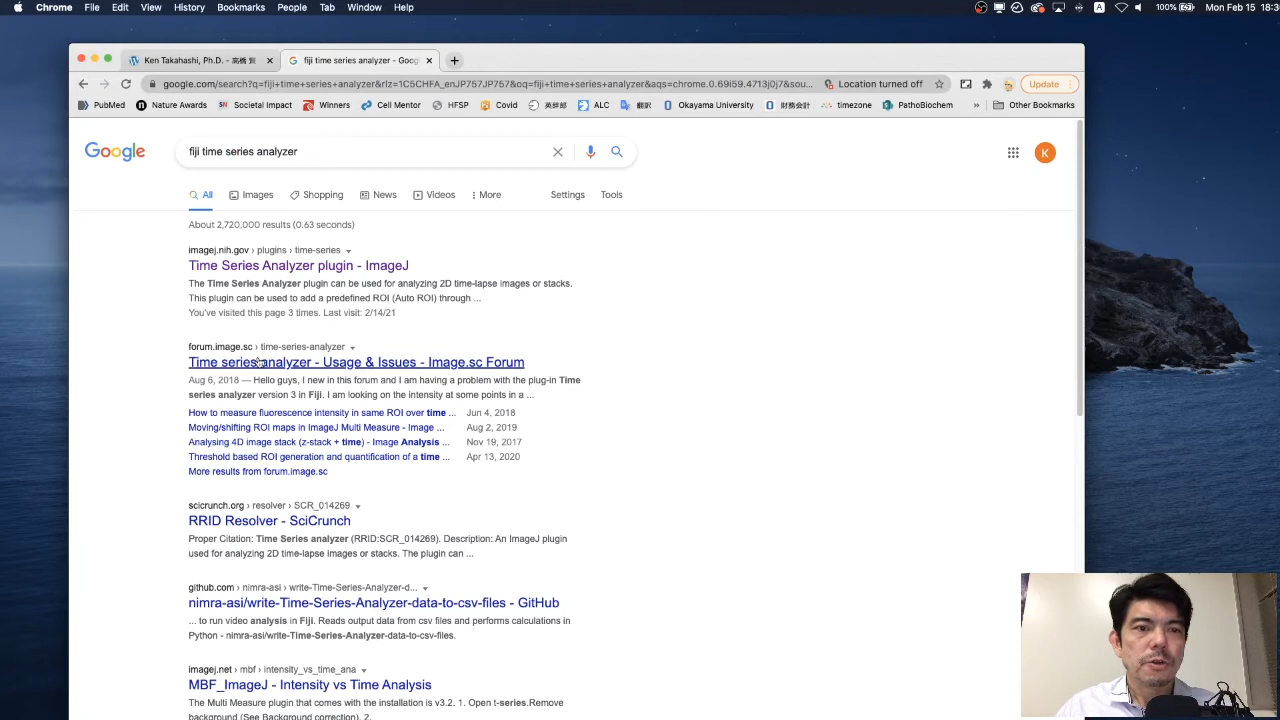 Chrome File Edit View History Bookmarks Profiles Tab Window Help
60% Mon Feb 15 18:3
Ken Takahashi, Ph.D. - 高橋 賢
fiji time series analyzer - Goog
google.com/search?q=fiji+time+series+analyzer&rlz=1C5CFA_enJP717JP717&oq=fiji+time+series+analyzer&aqs=chrome.0.69i59.4713j0j7&sou...
Location turned off
Update
PubMed Nature Awards Societal Impact Winners Cell Mentor HFSP Covid 英辞郎 ALC 翻訳 Okayama University 財務会計 timezone PathoBiochem » Other Bookmarks
Google
fiji time series analyzer
K
All Images Shopping News Videos More Settings Tools
About 2,720,000 results (0.63 seconds)
imagej.nih.gov › plugins › time-series
Time Series Analyzer plugin - ImageJ
The Time Series Analyzer plugin can be used for analyzing 2D time-lapse images or stacks.
This plugin can be used to add a predefined ROI (Auto ROI) through ...
You've visited this page 3 times. Last visit: 2/14/21
forum.image.sc › time-series-analyzer
Time series analyzer - Usage & Issues - Image.sc Forum
Aug 6, 2018 — Hello guys, I new in this forum and I am having a problem with the plug-in Time
series analyzer version 3 in Fiji. I am looking on the intensity at some points in a ...
How to measure fluorescence intensity in same ROI over time ... Jun 4, 2018
Moving/shifting ROI maps in ImageJ Multi Measure - Image ... Aug 2, 2019
Analysing 4D image stack (z-stack + time) - Image Analysis ... Nov 19, 2017
Threshold based ROI generation and quantification of a time ... Apr 13, 2020
More results from forum.image.sc
scicrunch.org › resolver › SCR_014269
RRID Resolver - SciCrunch
Proper Citation: Time Series analyzer (RRID:SCR_014269). Description: An ImageJ plugin
used for analyzing 2D time-lapse images or stacks. The plugin can ...
github.com › nimra-asi › write-Time-Series-Analyzer-d...
nimra-asi/write-Time-Series-Analyzer-data-to-csv-files - GitHub
... to run video analysis in Fiji. Reads output data from csv files and performs calculations in
Python - nimra-asi/write-Time-Series-Analyzer-data-to-csv-files.
imagej.net › mbf › intensity_vs_time_ana
MBF_ImageJ - Intensity vs Time Analysis
The Multi Measure plugin that comes with the installation is v3.2. 1. Open t-series.Remove
background (See Background correction). 2.